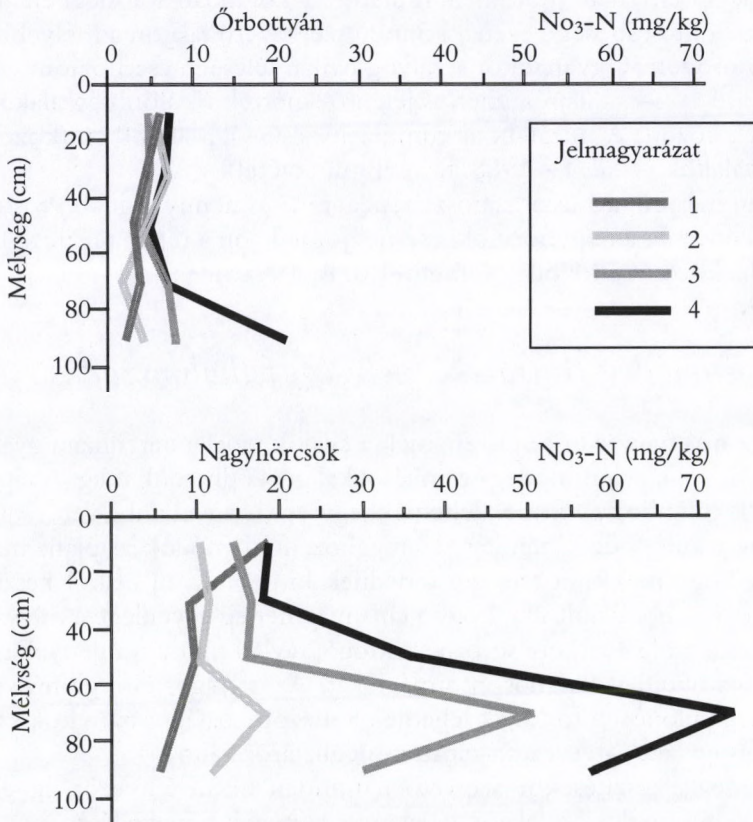 Őrbottyán No₃–N (mg/kg)
0 10 20 30 40 50 60 70
0
20
40
60
80
100
Mélység (cm)
Jelmagyarázat
1
2
3
4
Nagyhörcsök No₃–N (mg/kg)
10 20 30 40 50 60 70
0
20
40
60
80
100
Mélység (cm)